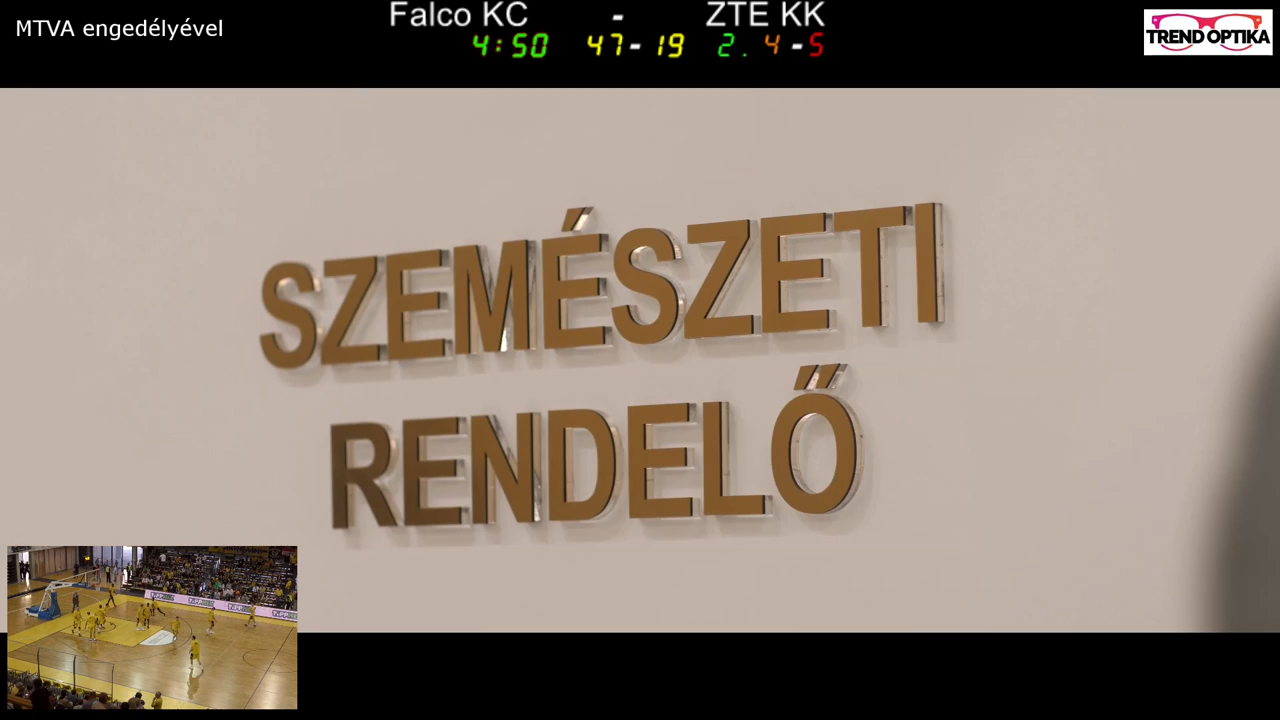 MTVA engedélyével
Falco KC - ZTE KK
4:50 47-19 2. 4-5
TREND OPTIKA
SZEMÉSZETI
RENDELŐ